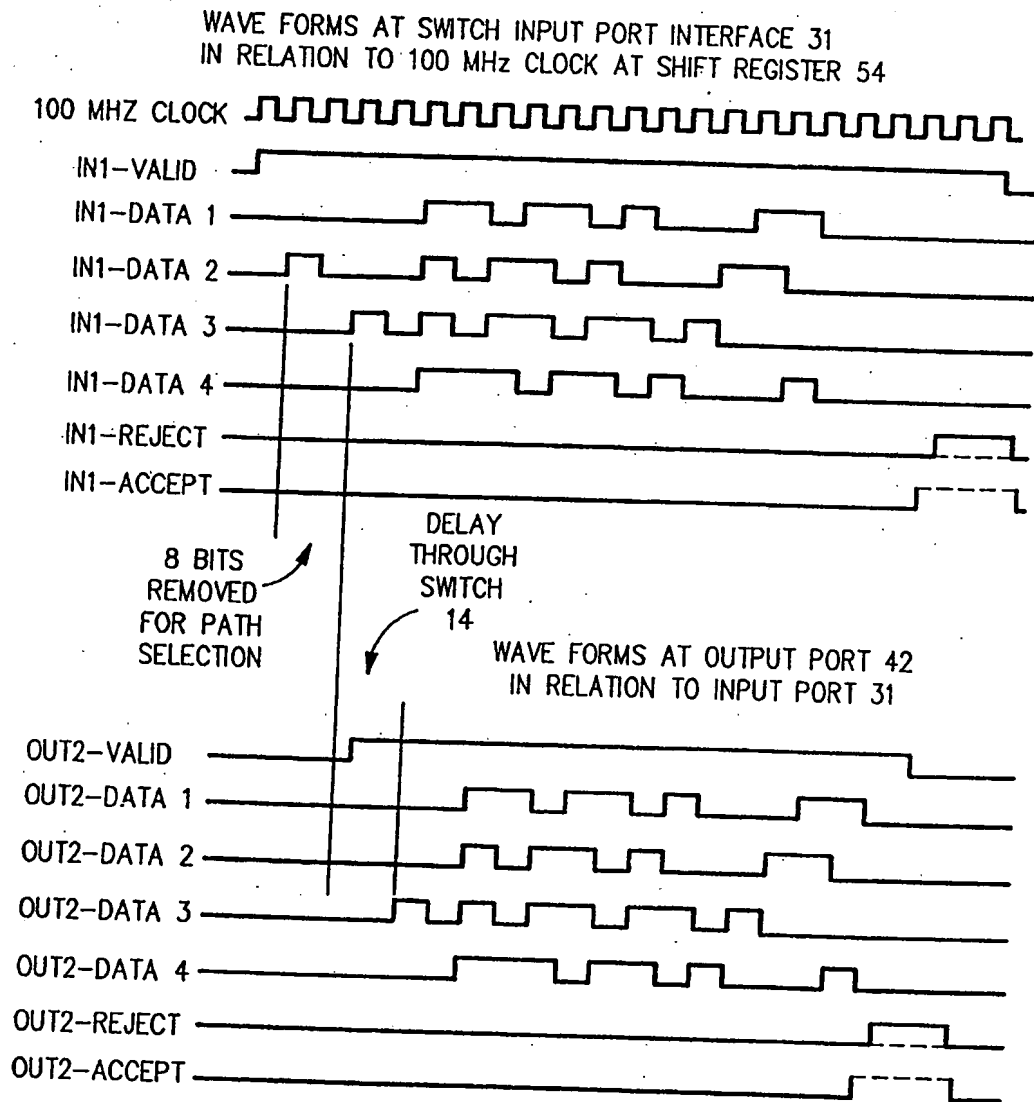 WAVE FORMS AT SWITCH INPUT PORT INTERFACE 31
IN RELATION TO 100 MHz CLOCK AT SHIFT REGISTER 54
100 MHZ CLOCK
IN1-VALID
IN1-DATA 1
IN1-DATA 2
IN1-DATA 3
IN1-DATA 4
IN1-REJECT
IN1-ACCEPT
8 BITS
REMOVED
FOR PATH
SELECTION
DELAY
THROUGH
SWITCH
14
WAVE FORMS AT OUTPUT PORT 42
IN RELATION TO INPUT PORT 31
OUT2-VALID
OUT2-DATA 1
OUT2-DATA 2
OUT2-DATA 3
OUT2-DATA 4
OUT2-REJECT
OUT2-ACCEPT